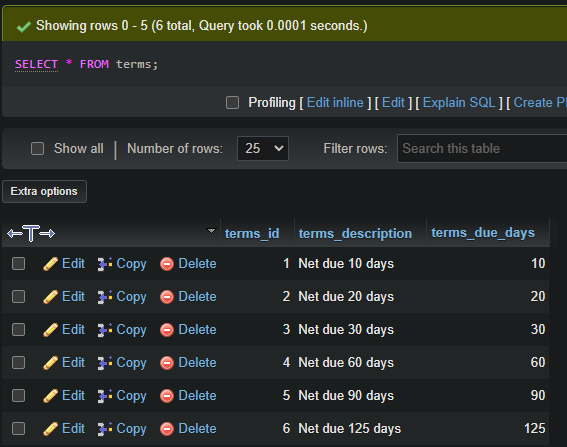 Showing rows 0 - 5 (6 total, Query took 0.0001 seconds.)
SELECT * FROM terms;
Profiling [ Edit inline ] [ Edit ] [ Explain SQL ] [ Create P
Show all | Number of rows: 25 Filter rows: Search this table
Extra options
terms_id terms_description terms_due_days
Edit Copy Delete 1 Net due 10 days 10
Edit Copy Delete 2 Net due 20 days 20
Edit Copy Delete 3 Net due 30 days 30
Edit Copy Delete 4 Net due 60 days 60
Edit Copy Delete 5 Net due 90 days 90
Edit Copy Delete 6 Net due 125 days 125